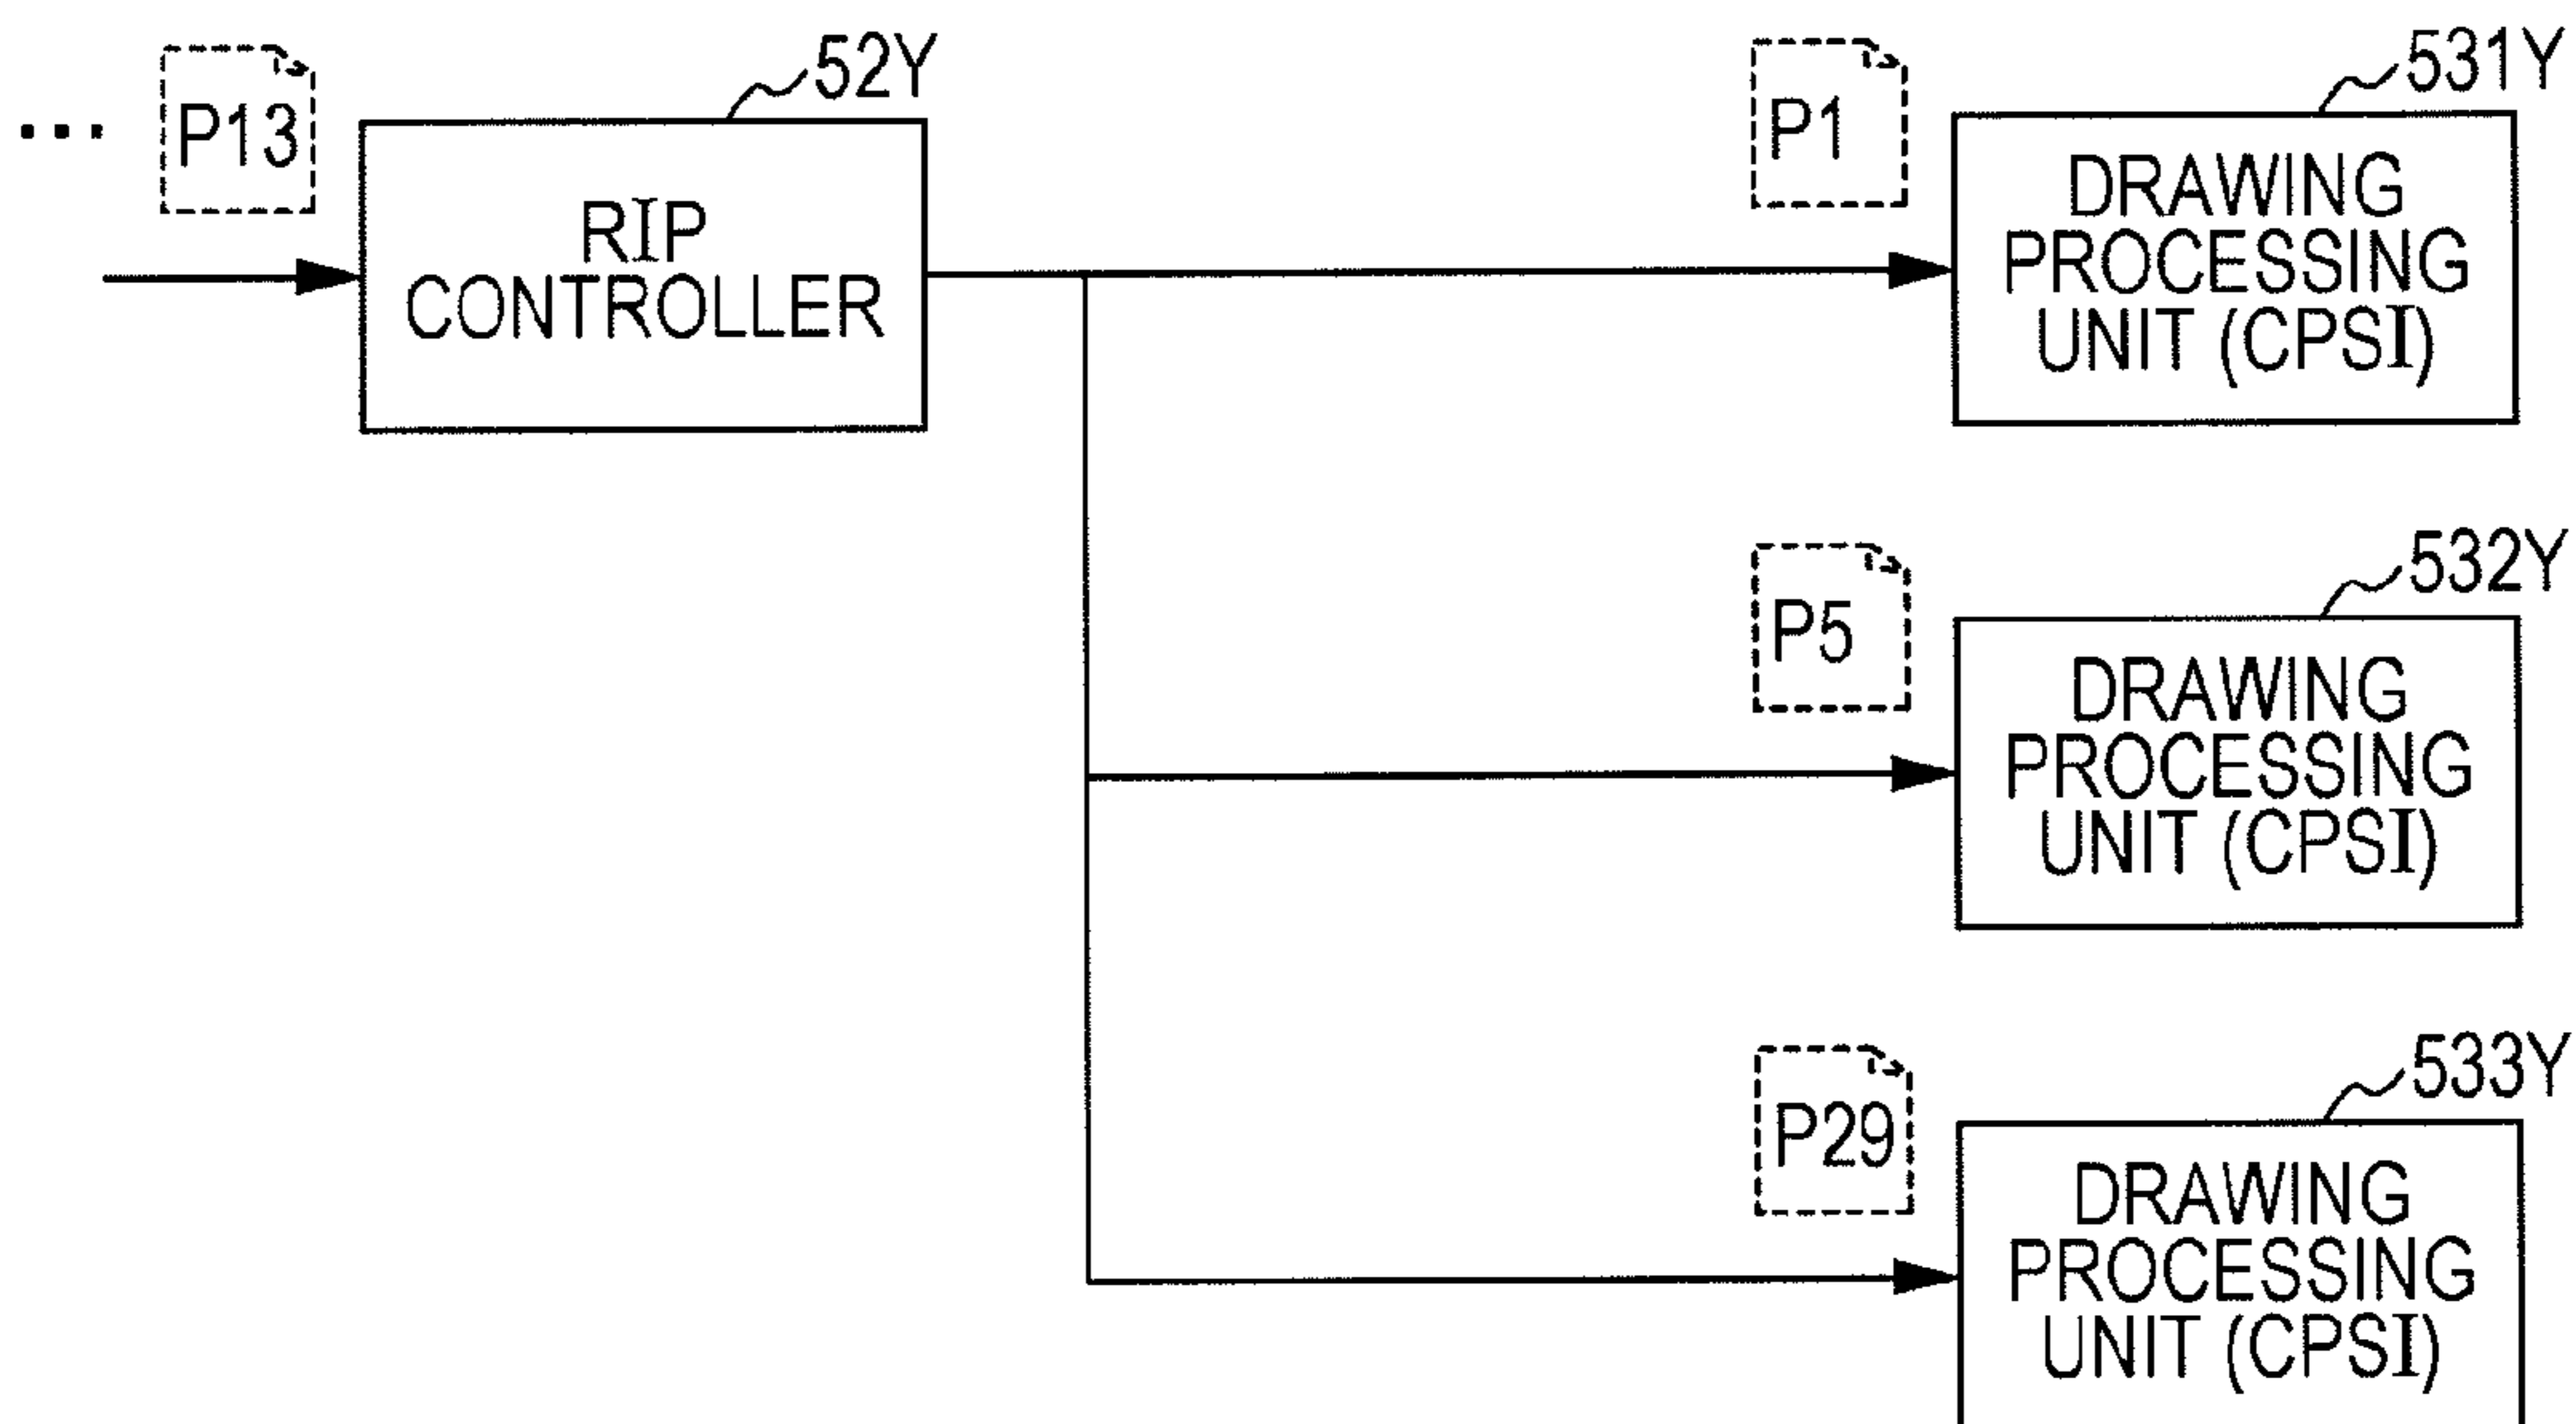 52Y
531Y
...
P13
P1
RIP
CONTROLLER
DRAWING
PROCESSING
UNIT (CPSI)
532Y
P5
DRAWING
PROCESSING
UNIT (CPSI)
533Y
P29
DRAWING
PROCESSING
UNIT (CPSI)